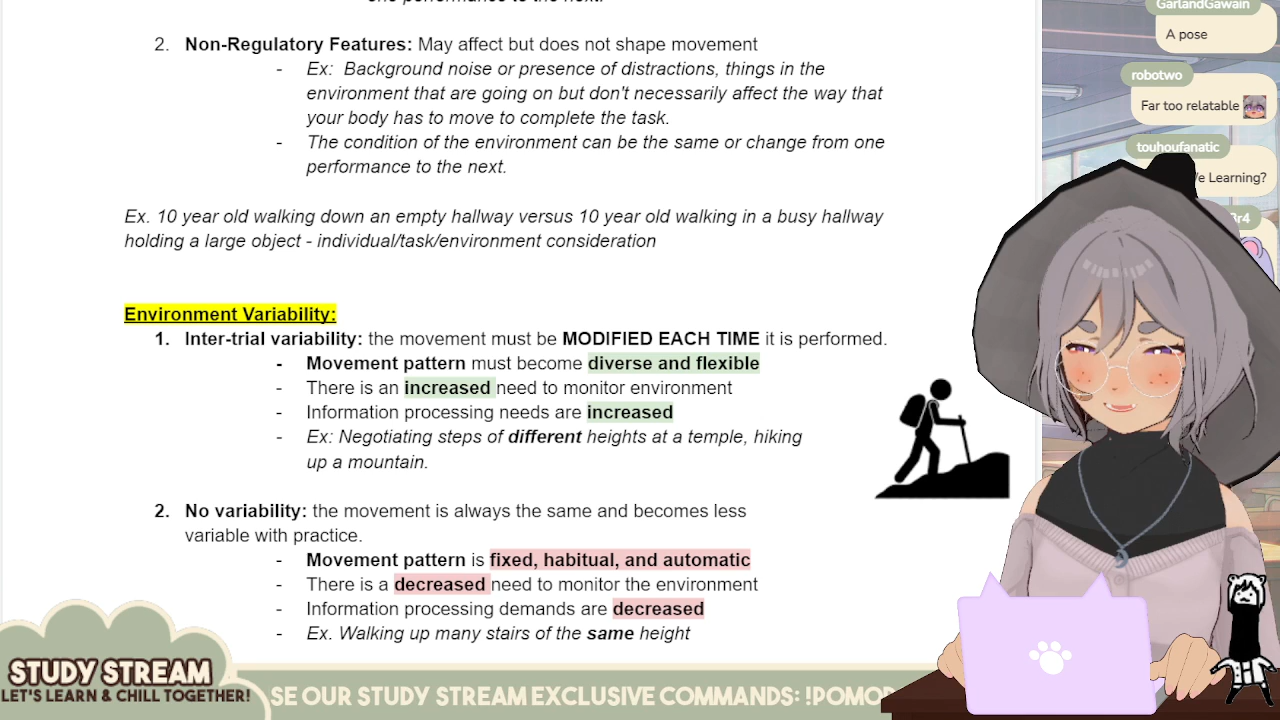 one performance to the next.
2. Non-Regulatory Features: May affect but does not shape movement
- Ex: Background noise or presence of distractions, things in the
environment that are going on but don't necessarily affect the way that
your body has to move to complete the task.
- The condition of the environment can be the same or change from one
performance to the next.
Ex. 10 year old walking down an empty hallway versus 10 year old walking in a busy hallway
holding a large object - individual/task/environment consideration
Environment Variability:
1. Inter-trial variability: the movement must be MODIFIED EACH TIME it is performed.
- Movement pattern must become diverse and flexible
- There is an increased need to monitor environment
- Information processing needs are increased
- Ex: Negotiating steps of different heights at a temple, hiking
up a mountain.
2. No variability: the movement is always the same and becomes less
variable with practice.
- Movement pattern is fixed, habitual, and automatic
- There is a decreased need to monitor the environment
- Information processing demands are decreased
- Ex. Walking up many stairs of the same height
GarlandGawain
A pose
robotwo
Far too relatable
touhoufanatic
Learning?
STUDY STREAM
LET'S LEARN & CHILL TOGETHER!
SE OUR STUDY STREAM EXCLUSIVE COMMANDS: !POMO